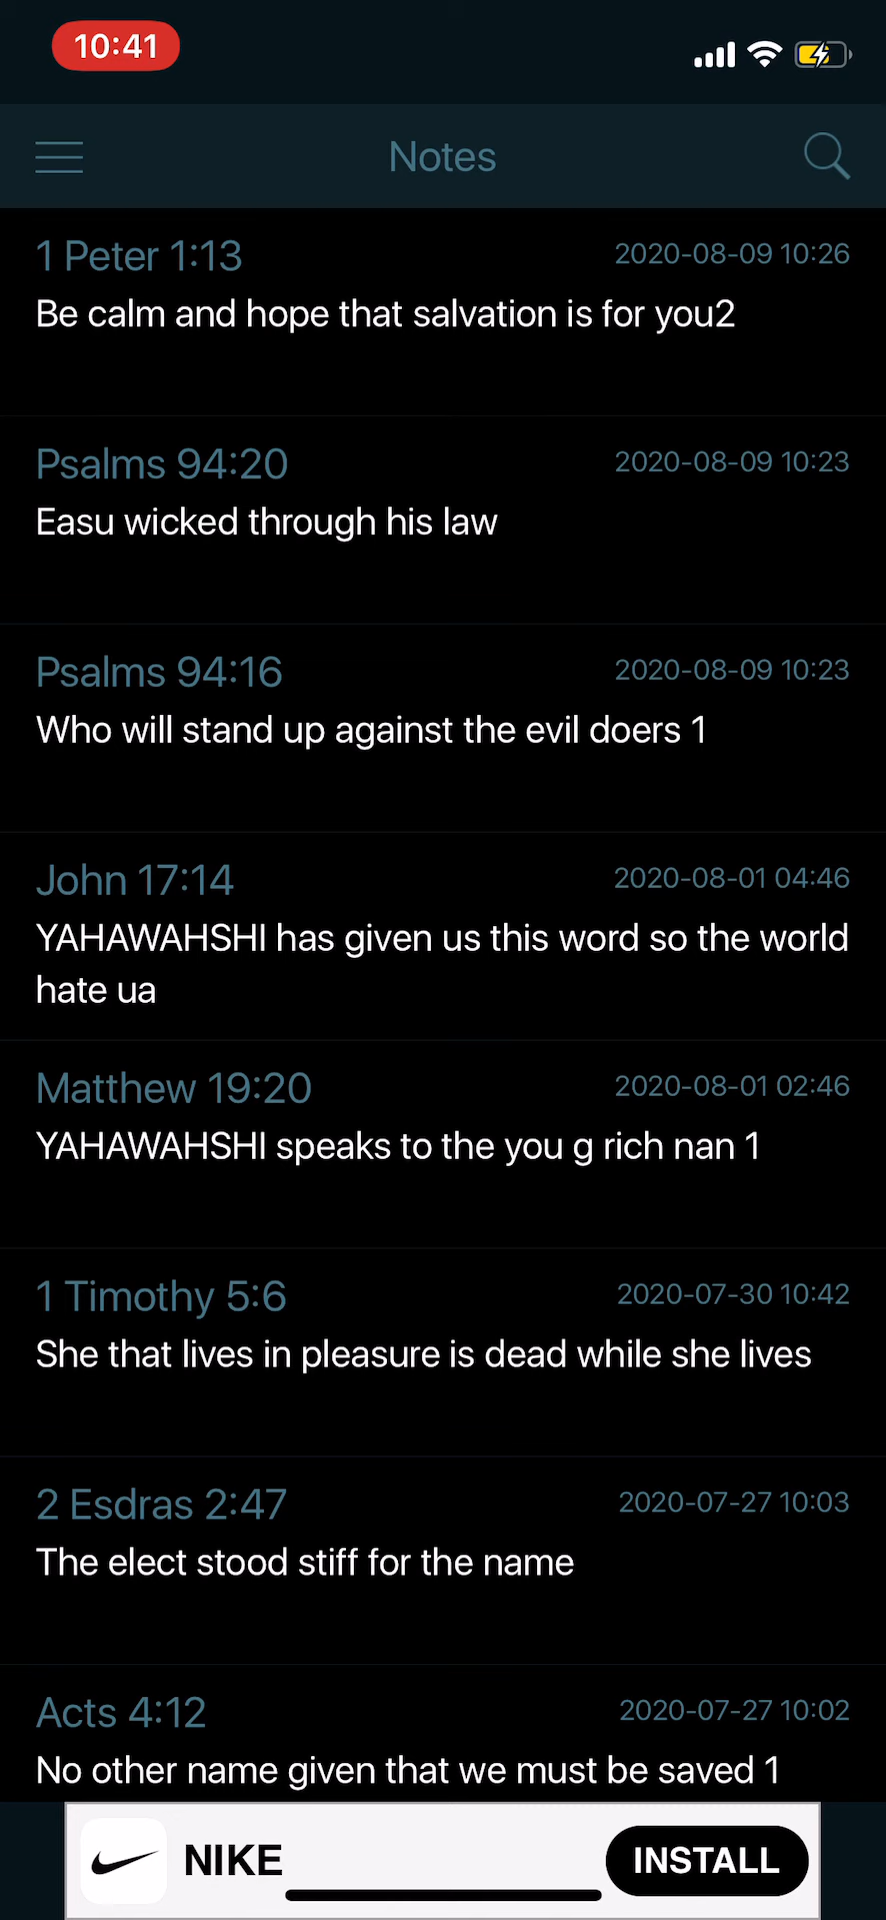 10:41
Notes
1 Peter 1:13 2020-08-09 10:26
Be calm and hope that salvation is for you2
Psalms 94:20 2020-08-09 10:23
Easu wicked through his law
Psalms 94:16 2020-08-09 10:23
Who will stand up against the evil doers 1
John 17:14 2020-08-01 04:46
YAHAWAHSHI has given us this word so the world
hate ua
Matthew 19:20 2020-08-01 02:46
YAHAWAHSHI speaks to the you g rich nan 1
1 Timothy 5:6 2020-07-30 10:42
She that lives in pleasure is dead while she lives
2 Esdras 2:47 2020-07-27 10:03
The elect stood stiff for the name
Acts 4:12 2020-07-27 10:02
No other name given that we must be saved 1
NIKE INSTALL